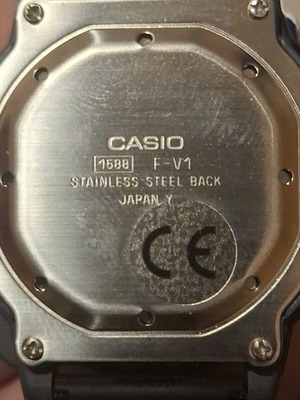 CASIO
1588 F-V1
STAINLESS STEEL BACK
JAPAN Y
CE